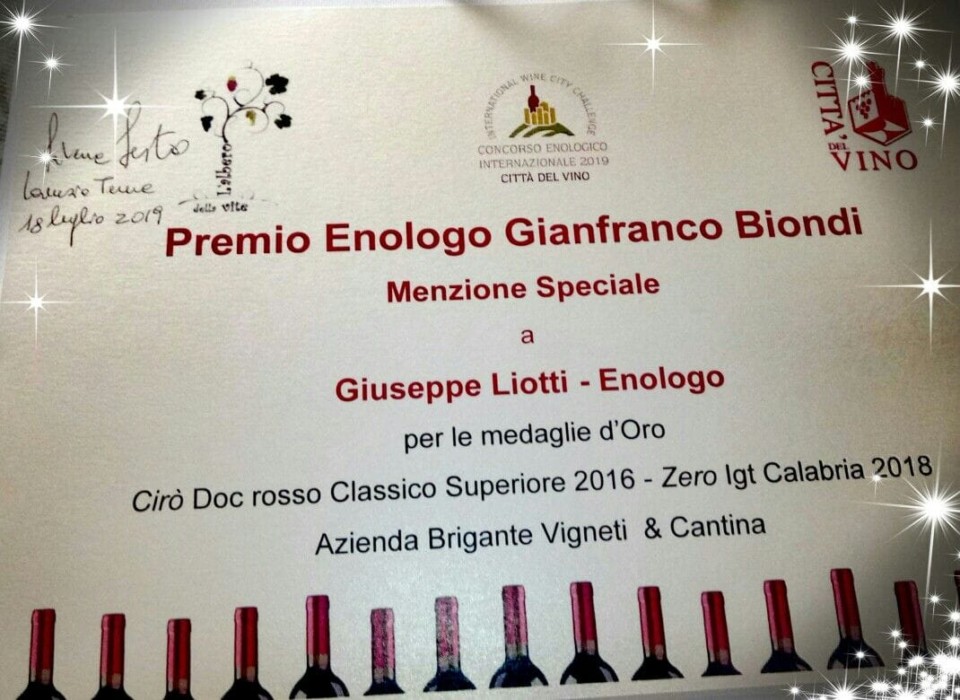 18 luglio 2019
L'albero
della vite
INTERNATIONAL WINE CITY CHALLENGE
CONCORSO ENOLOGICO
INTERNAZIONALE 2019
CITTÀ DEL VINO
CITTA'
DEL
VINO
Premio Enologo Gianfranco Biondi
Menzione Speciale
a
Giuseppe Liotti - Enologo
per le medaglie d'Oro
Cirò Doc rosso Classico Superiore 2016 - Zero Igt Calabria 2018
Azienda Brigante Vigneti & Cantina